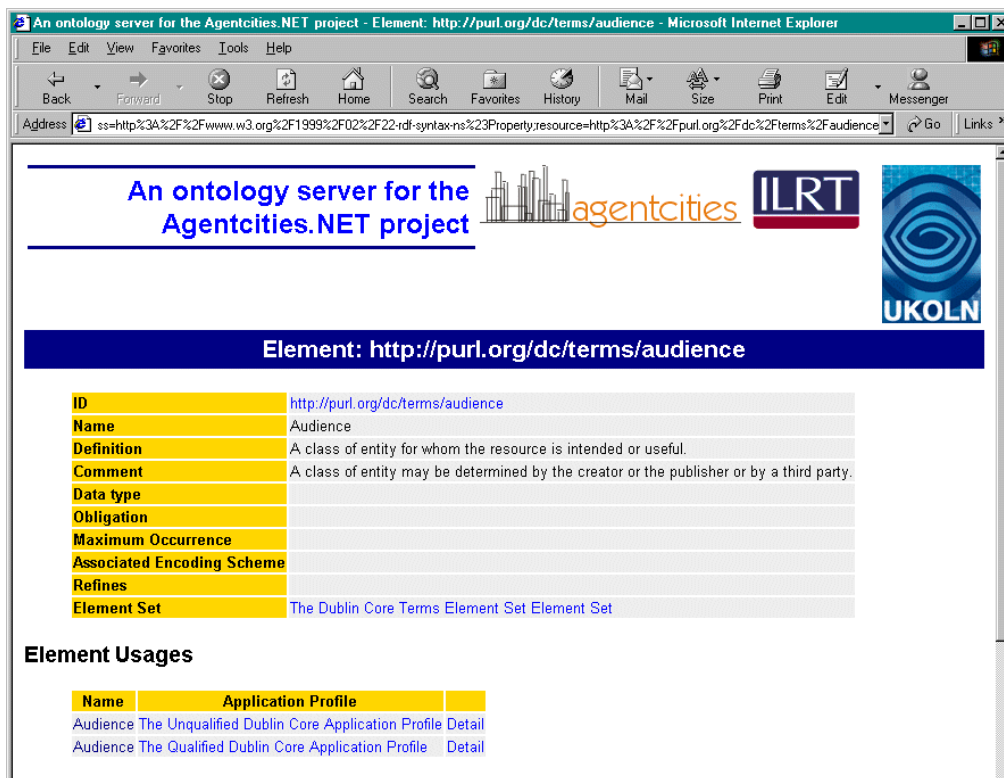 An ontology server for the Agentcities.NET project - Element: http://purl.org/dc/terms/audience - Microsoft Internet Explorer
File Edit View Favorites Tools Help
Back Forward Stop Refresh Home Search Favorites History Mail Size Print Edit Messenger
Address ss=http%3A%2F%2Fwww.w3.org%2F1999%2F02%2F22-rdf-syntax-ns%23Property;resource=http%3A%2F%2Fpurl.org%2Fdc%2Fterms%2Faudience Go Links »
An ontology server for the
Agentcities.NET project
agentcities
ILRT
UKOLN
Element: http://purl.org/dc/terms/audience
ID http://purl.org/dc/terms/audience
Name Audience
Definition A class of entity for whom the resource is intended or useful.
Comment A class of entity may be determined by the creator or the publisher or by a third party.
Data type
Obligation
Maximum Occurrence
Associated Encoding Scheme
Refines
Element Set The Dublin Core Terms Element Set Element Set
Element Usages
Name Application Profile
Audience The Unqualified Dublin Core Application Profile Detail
Audience The Qualified Dublin Core Application Profile Detail